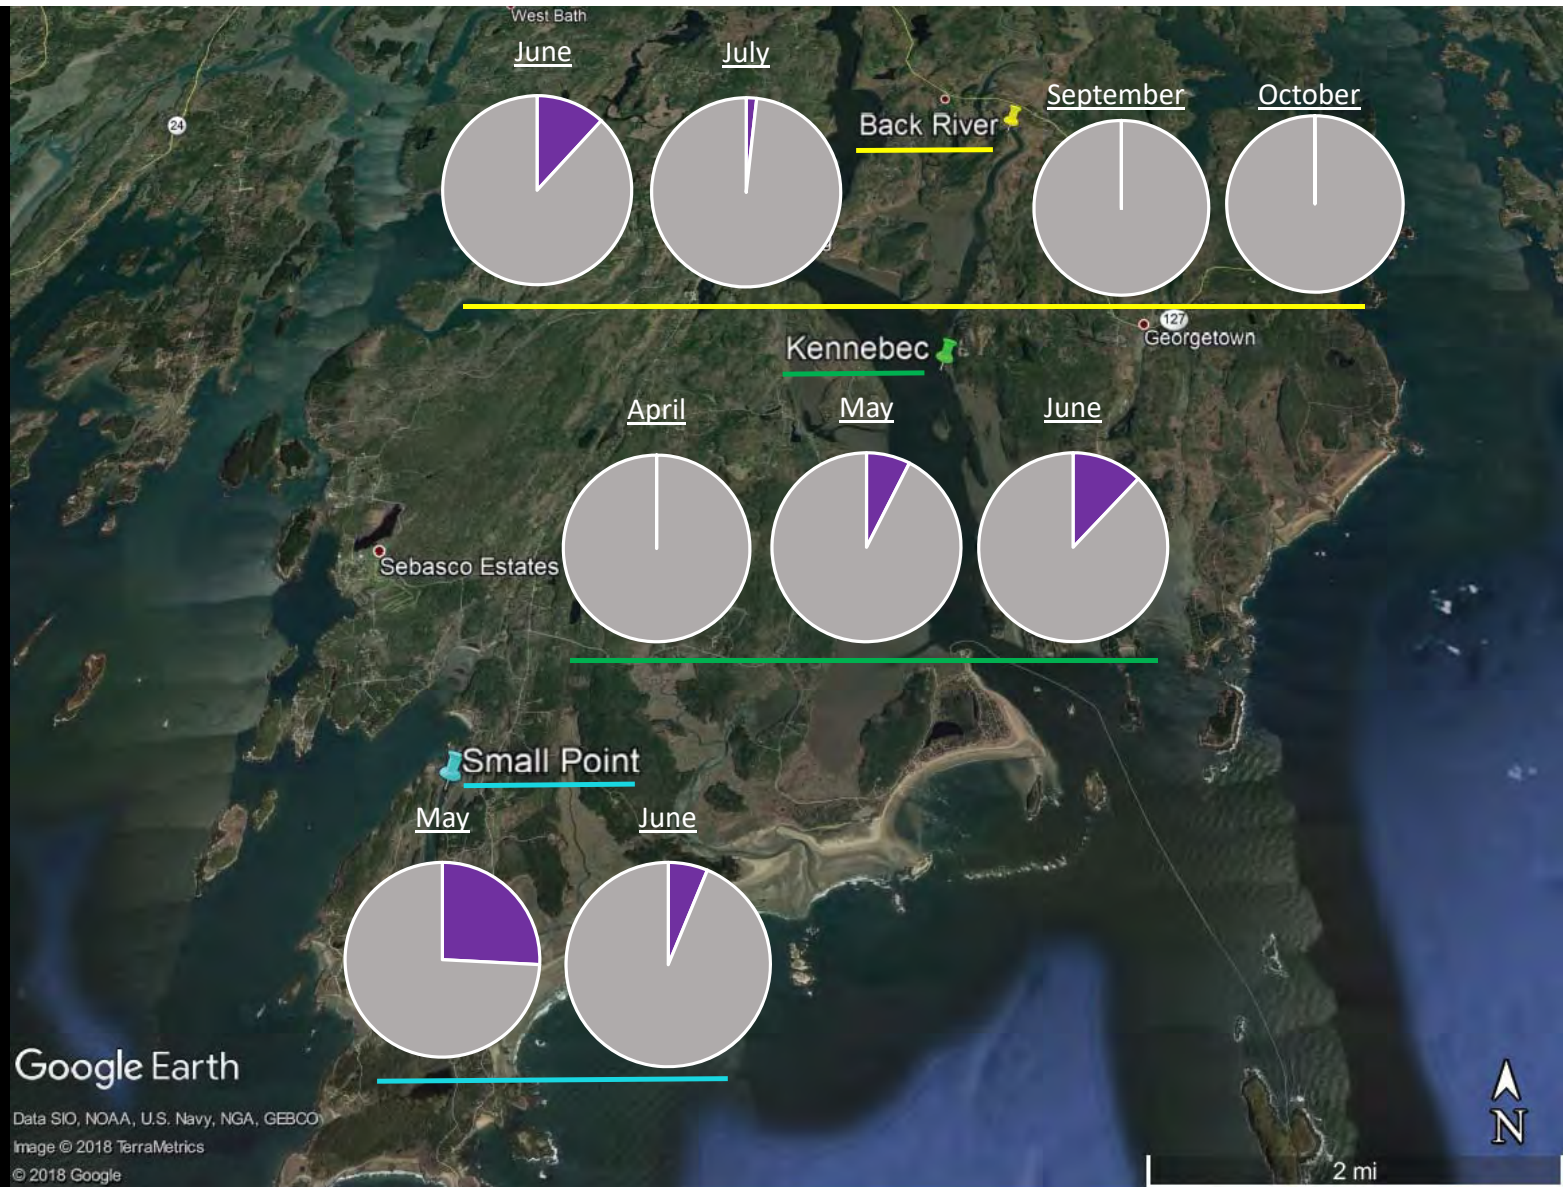 West Bath
June
July
24
Back River
September
October
127
Georgetown
Kennebec
April
May
June
Sebasco Estates
Small Point
May
June
Google Earth
Data SIO, NOAA, U.S. Navy, NGA, GEBCO
Image © 2018 TerraMetrics
© 2018 Google
N
2 mi